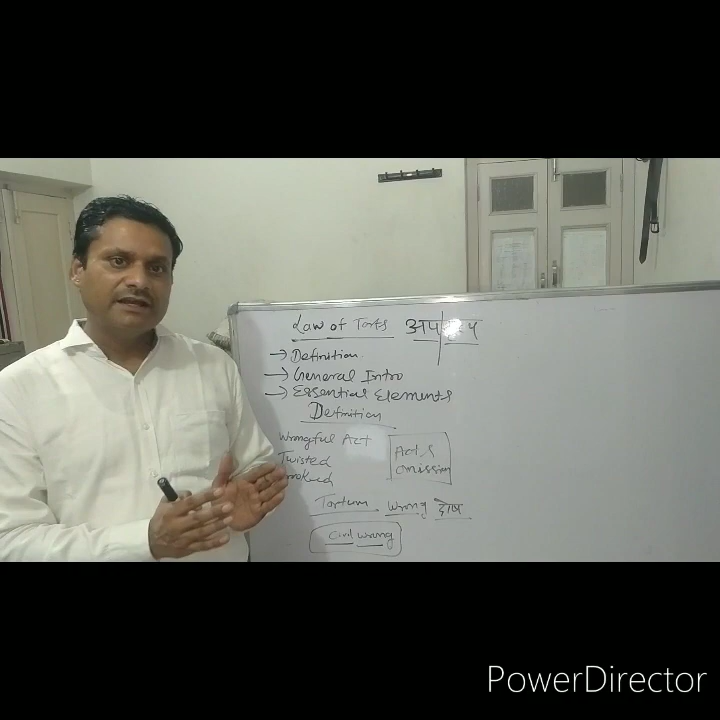 Law of Torts अप
→ Definition.
→ General Intro
→ Essential Elements
Definition
Wrongful Act
Act &
omission
Twisted
Tortum wrong दोष
Civil wrong
PowerDirector